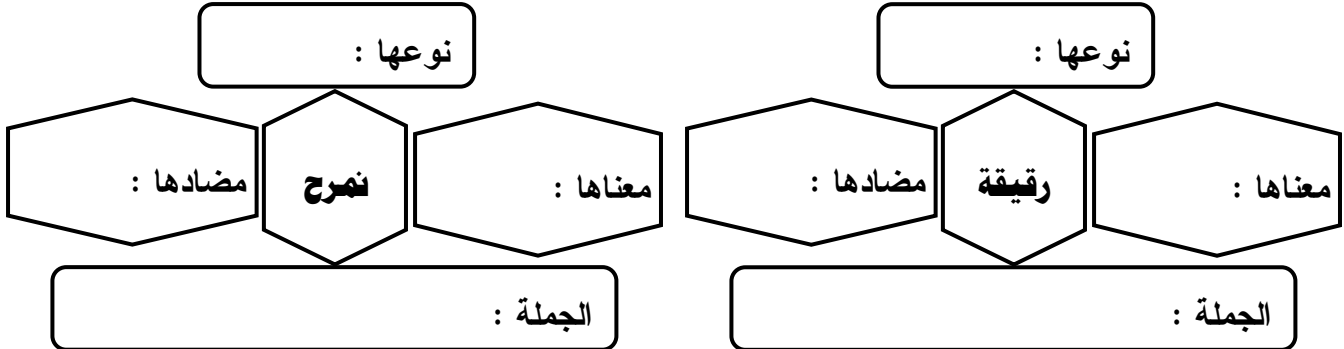 نوعها :
معناها :
رقيقة
مضادها :
الجملة :
نوعها :
معناها :
نمرح
مضادها :
الجملة :